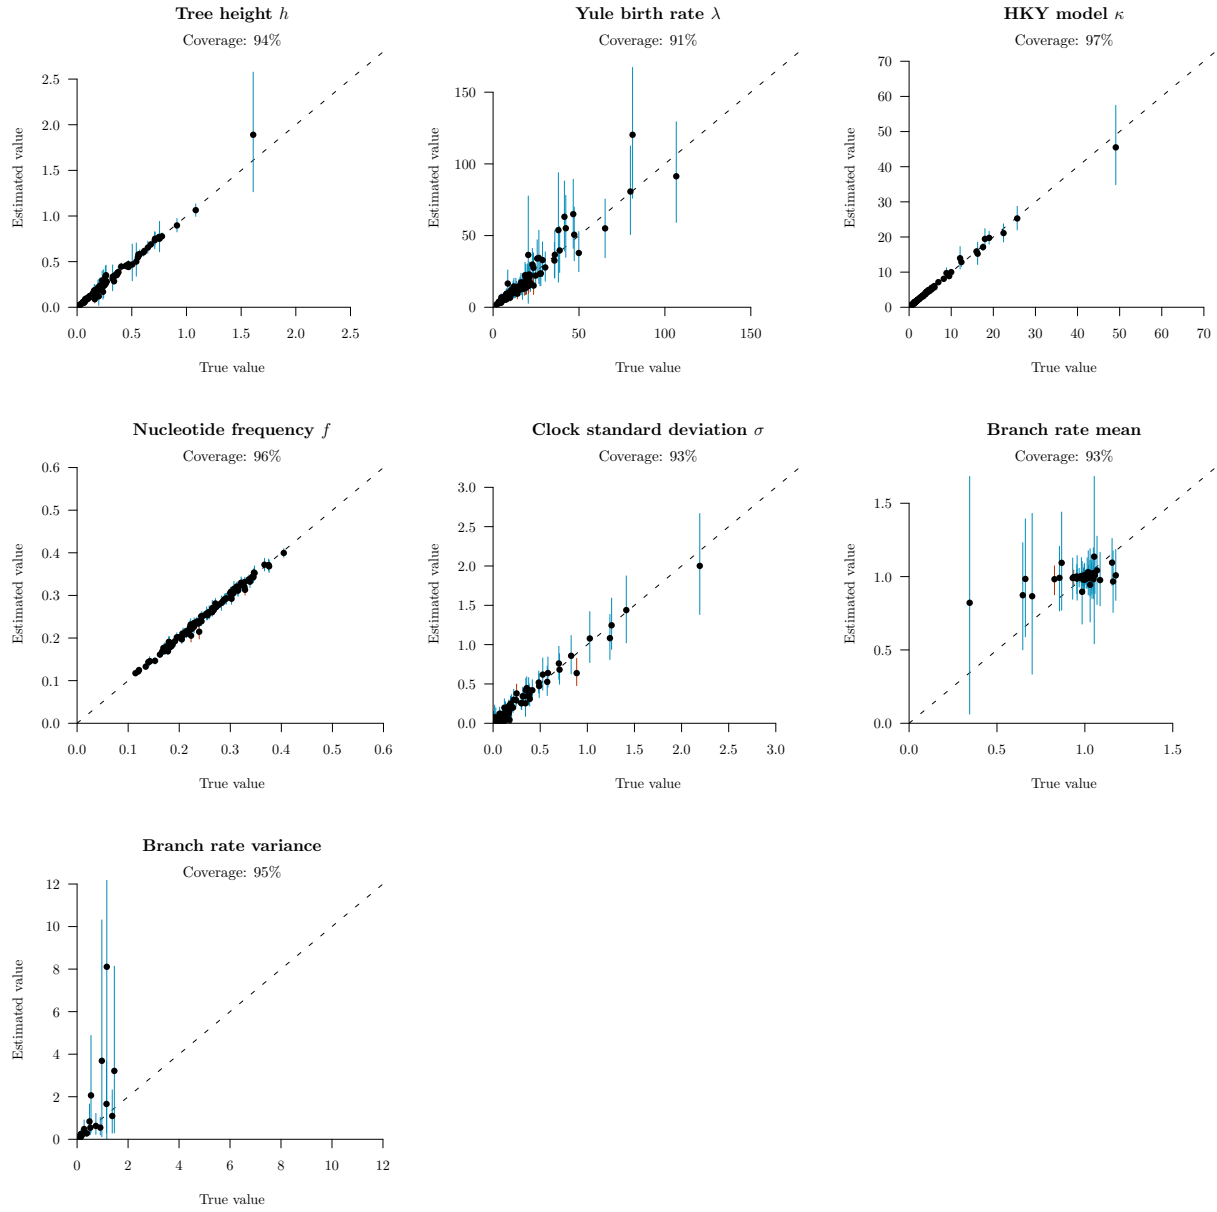 Tree height h
Coverage: 94%
Estimated value
2.5
2.0
1.5
1.0
0.5
0.0
0.0 0.5 1.0 1.5 2.0 2.5
True value
Yule birth rate λ
Coverage: 91%
Estimated value
150
100
50
0
0 50 100 150
True value
HKY model κ
Coverage: 97%
Estimated value
70
60
50
40
30
20
10
0
0 10 20 30 40 50 60 70
True value
Nucleotide frequency f
Coverage: 96%
Estimated value
0.6
0.5
0.4
0.3
0.2
0.1
0.0
0.0 0.1 0.2 0.3 0.4 0.5 0.6
True value
Clock standard deviation σ
Coverage: 93%
Estimated value
3.0
2.5
2.0
1.5
1.0
0.5
0.0
0.0 0.5 1.0 1.5 2.0 2.5 3.0
True value
Branch rate mean
Coverage: 93%
Estimated value
1.5
1.0
0.5
0.0
0.0 0.5 1.0 1.5
True value
Branch rate variance
Coverage: 95%
Estimated value
12
10
8
6
4
2
0
0 2 4 6 8 10 12
True value